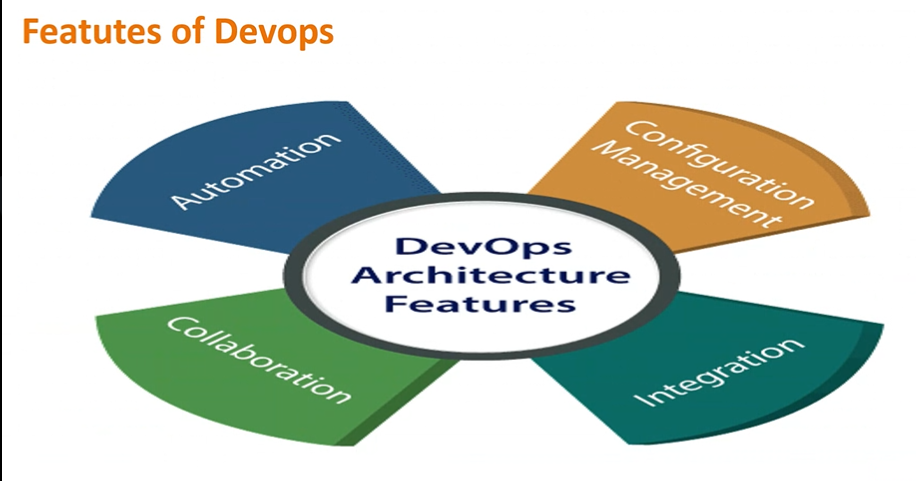 Featutes of Devops
Automation
Configuration
Management
DevOps
Architecture
Features
Collaboration
Integration